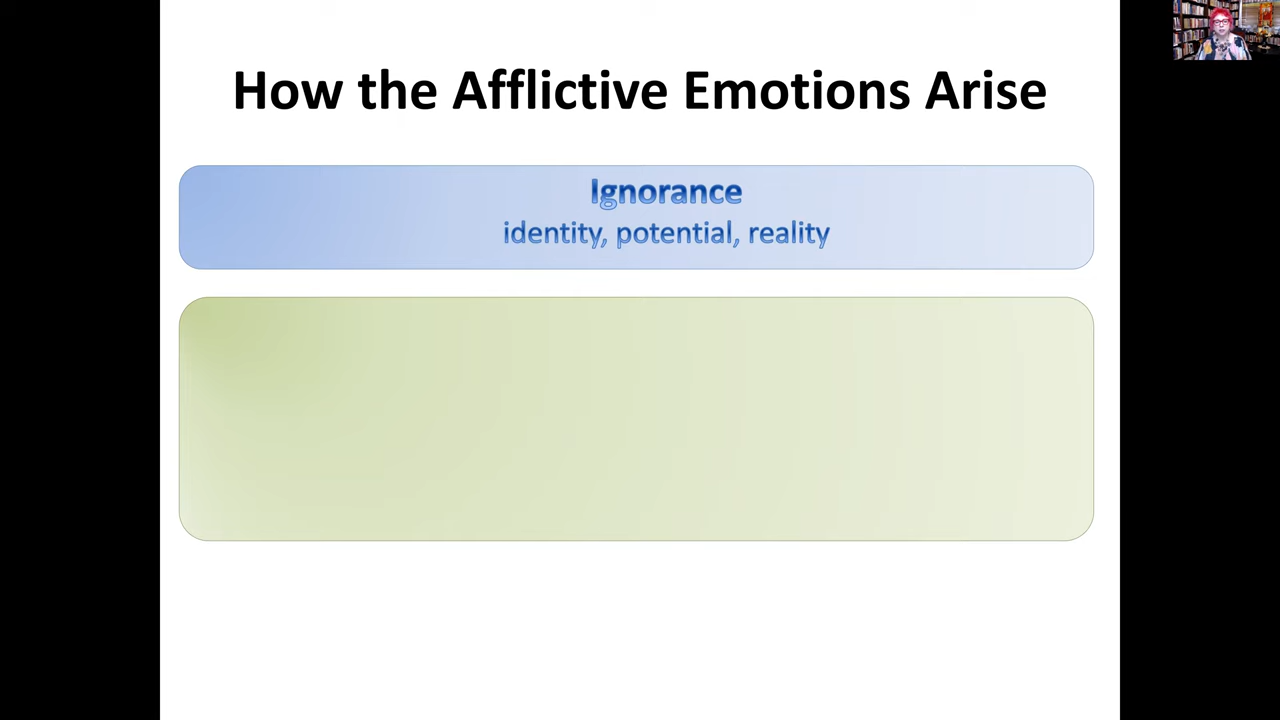 How the Afflictive Emotions Arise
Ignorance
identity, potential, reality